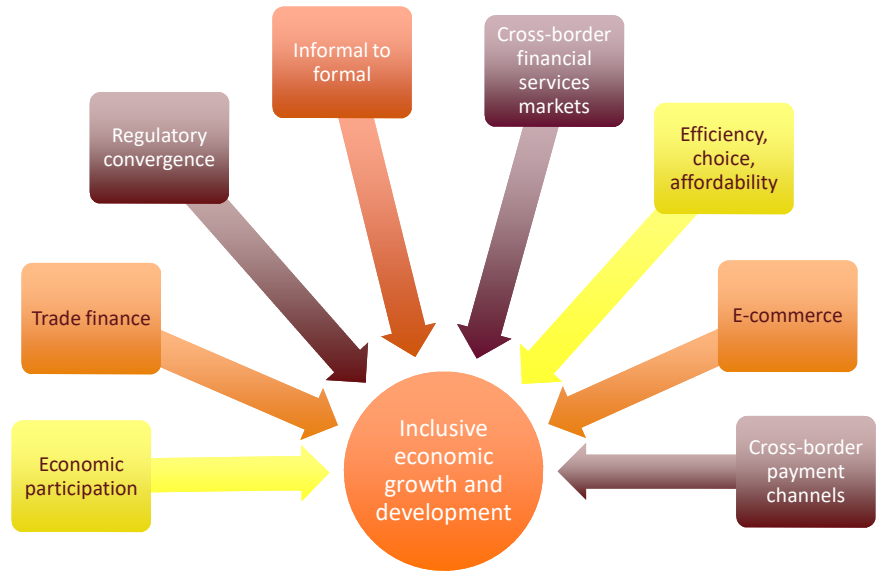 Economic
participation
Trade finance
Regulatory
convergence
Informal to
formal
Cross-border
financial
services
markets
Efficiency,
choice,
affordability
E-commerce
Cross-border
payment
channels
Inclusive
economic
growth and
development